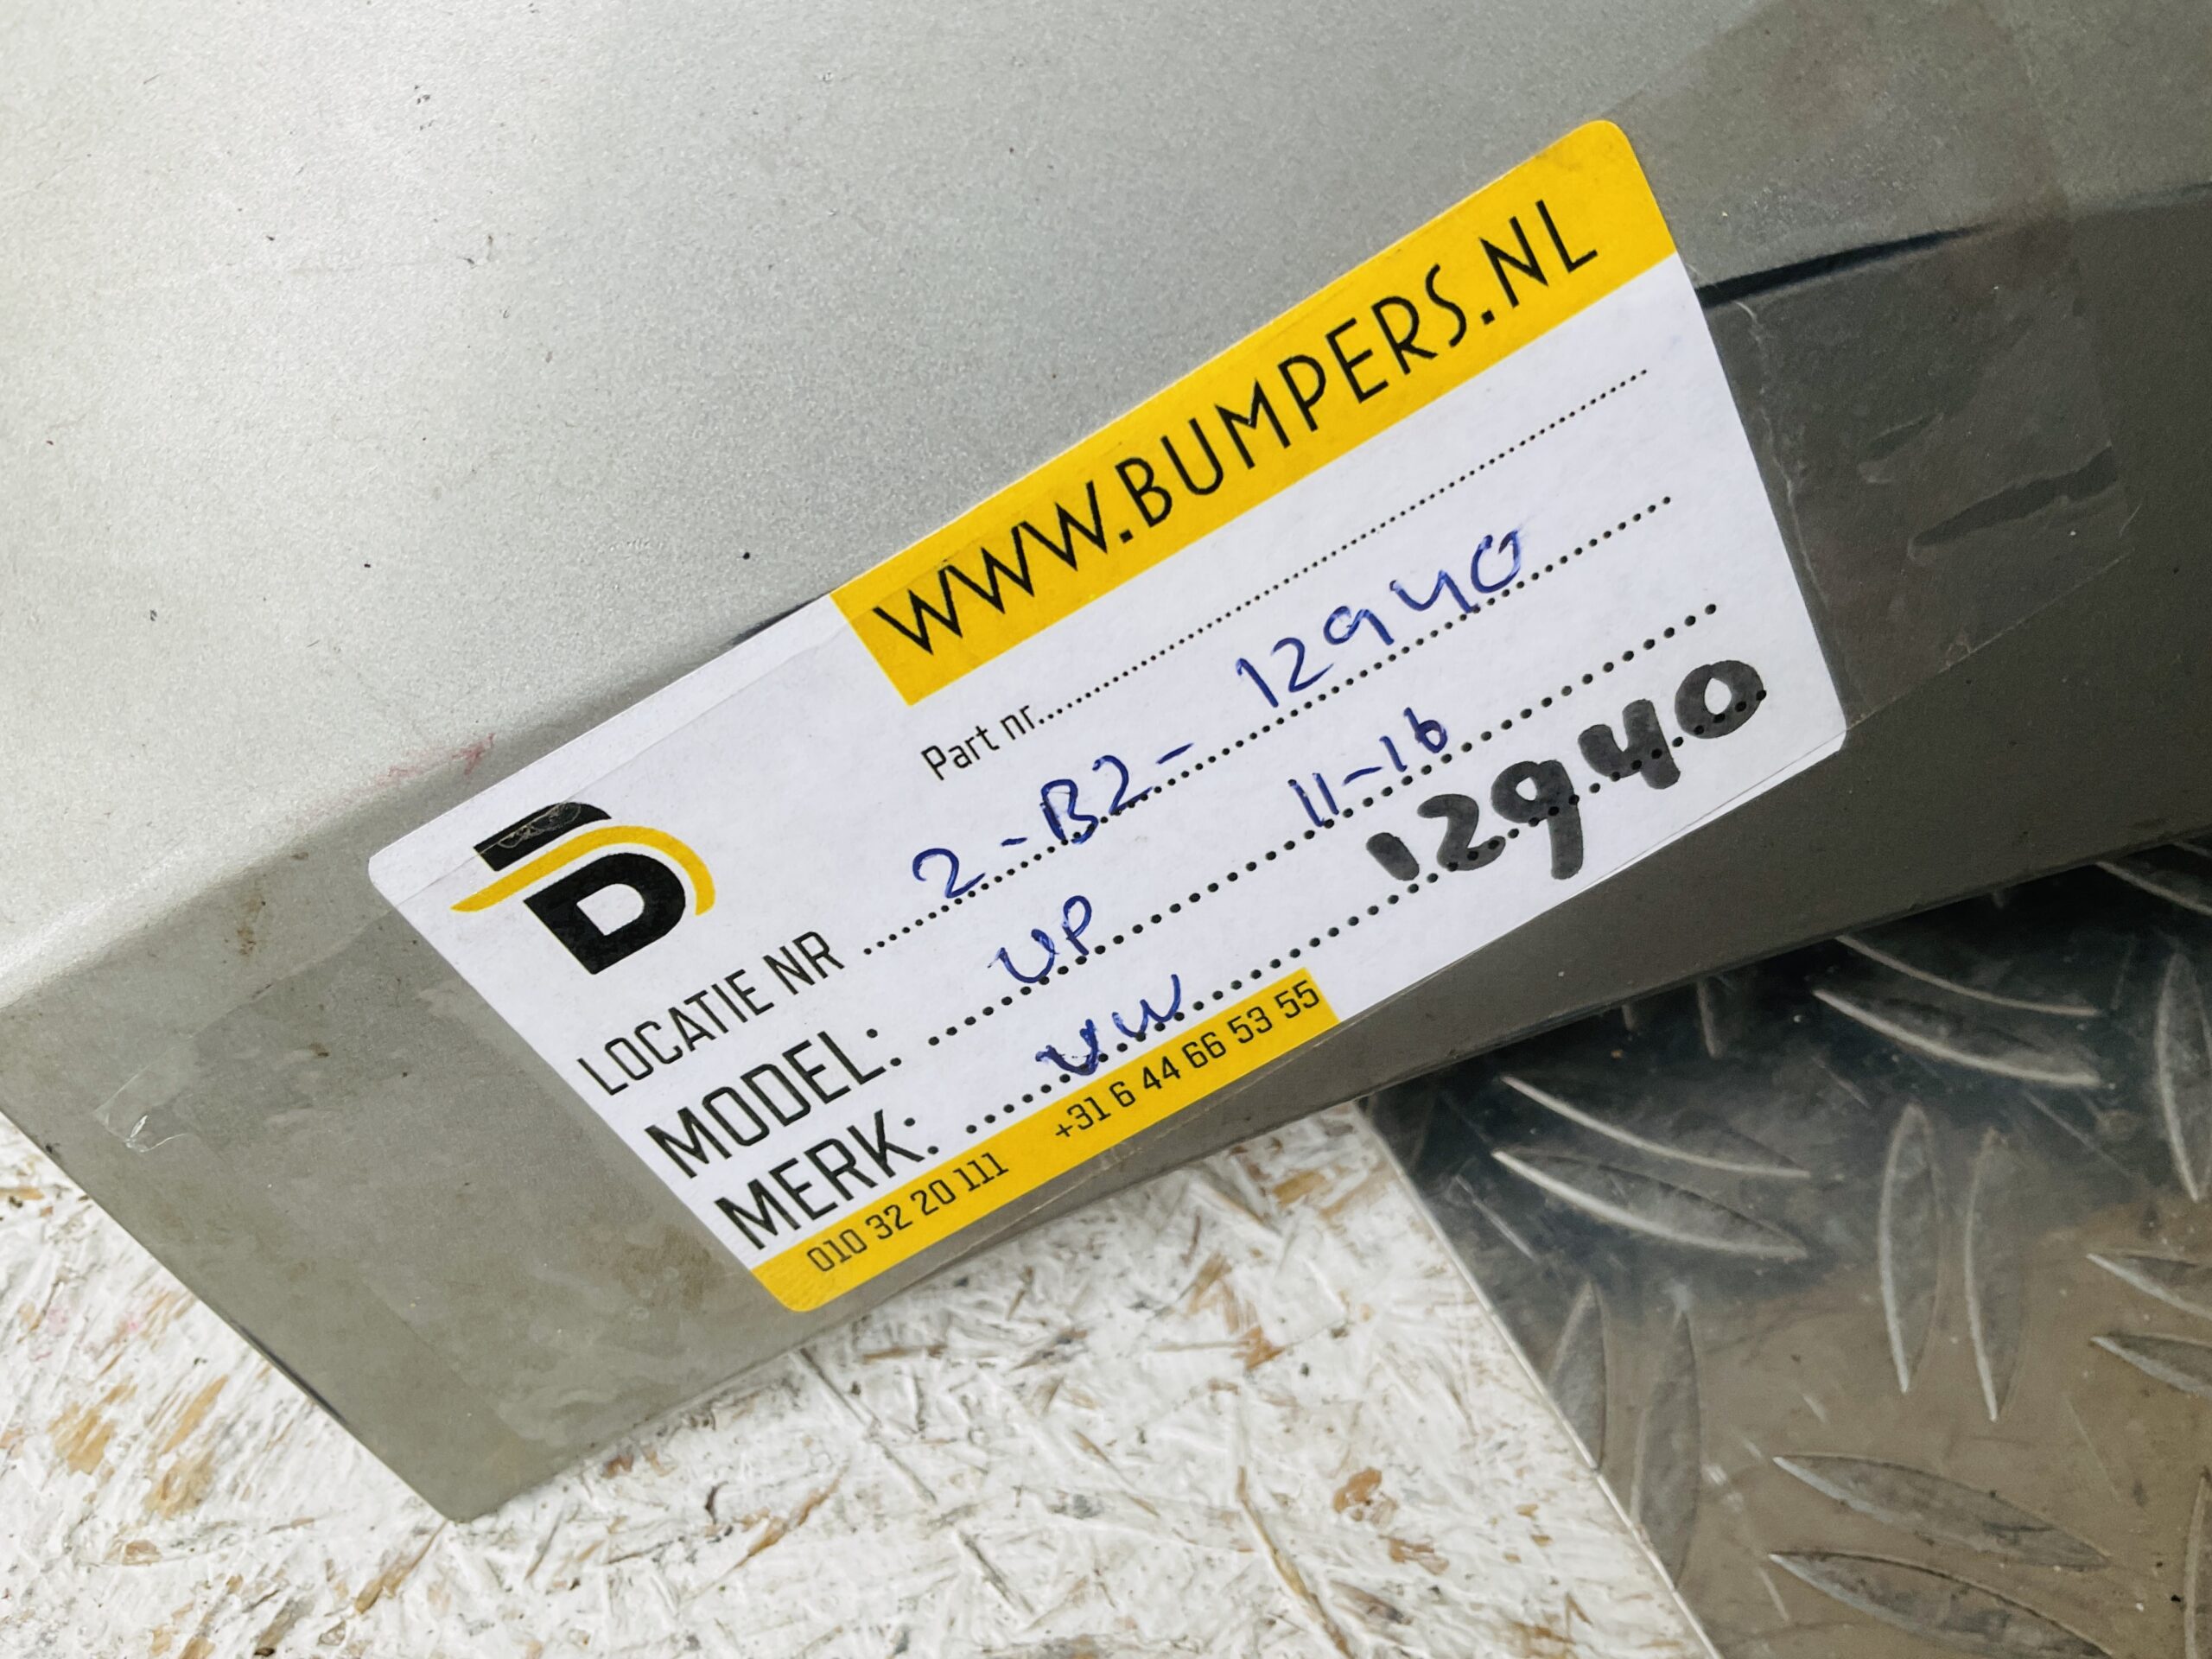 WWW.BUMPERS.NL
Part nr.
LOCATIE NR 2-B2-12940
MODEL: UP 11-16
MERK: VW 12940
010 32 20 111 +31 6 44 66 53 55